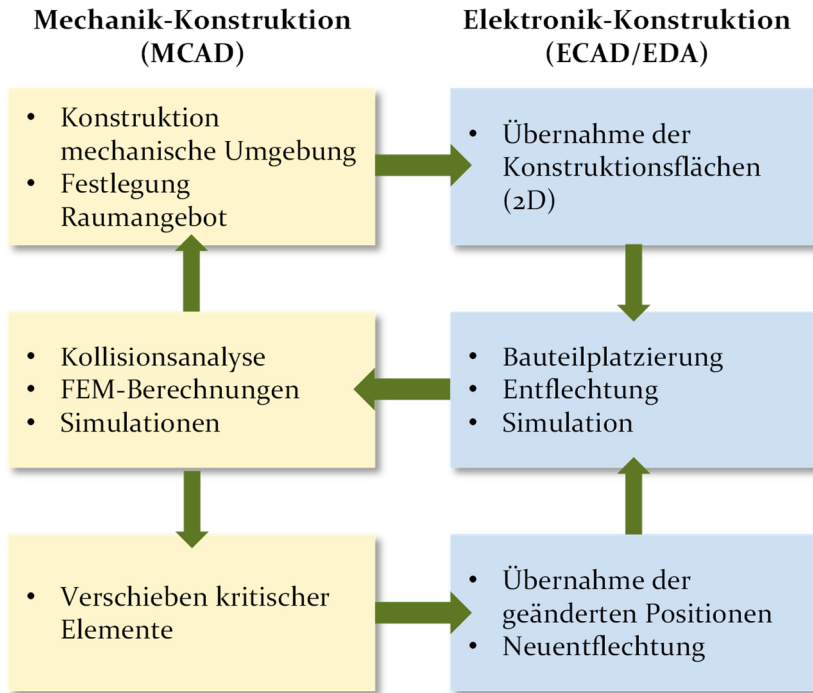 Mechanik-Konstruktion
(MCAD)
Elektronik-Konstruktion
(ECAD/EDA)
• Konstruktion
mechanische Umgebung
• Festlegung
Raumangebot
• Übernahme der
Konstruktionsflächen
(2D)
• Kollisionsanalyse
• FEM-Berechnungen
• Simulationen
• Bauteilplatzierung
• Entflechtung
• Simulation
• Verschieben kritischer
Elemente
• Übernahme der
geänderten Positionen
• Neuentflechtung